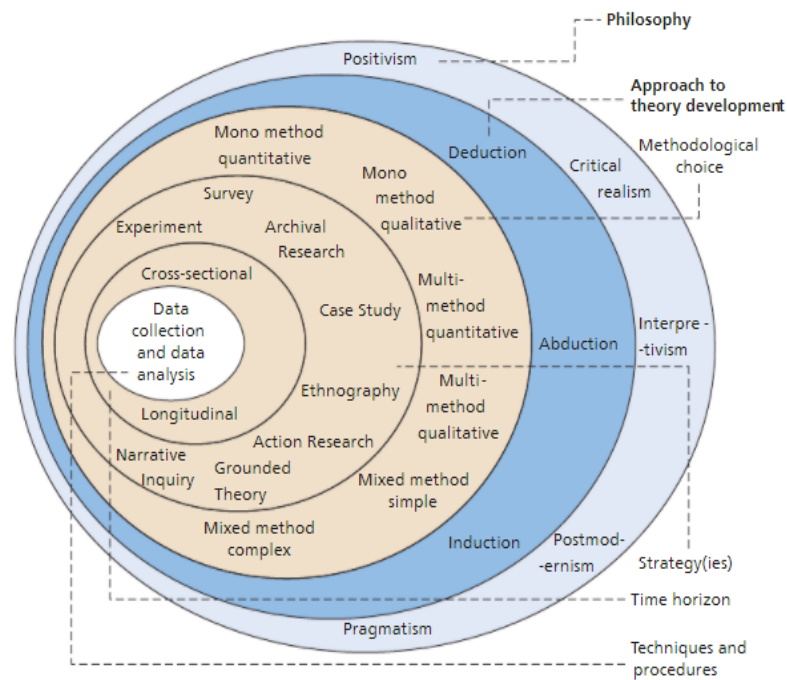 Philosophy
Positivism
Approach to
theory development
Mono method
quantitative
Deduction
Methodological
choice
Critical
realism
Mono
method
qualitative
Survey
Experiment
Archival
Research
Cross-sectional
Multi-
method
quantitative
Data
collection
and data
analysis
Case Study
Abduction
Interpre -
-tivism
Ethnography
Multi-
method
qualitative
Longitudinal
Action Research
Narrative
Inquiry
Grounded
Theory
Mixed method
simple
Mixed method
complex
Induction
Postmod-
-ernism
Strategy(ies)
Time horizon
Pragmatism
Techniques and
procedures